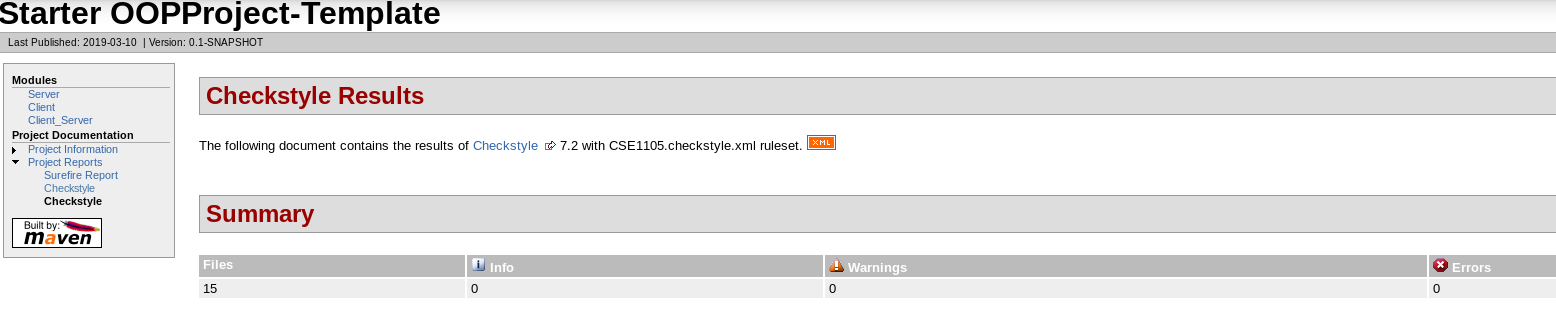 Starter OOPProject-Template
Last Published: 2019-03-10 | Version: 0.1-SNAPSHOT
Modules
Server
Client
Client_Server
Project Documentation
Project Information
Project Reports
Surefire Report
Checkstyle
Checkstyle
Built by:
maven
Checkstyle Results
The following document contains the results of Checkstyle 7.2 with CSE1105.checkstyle.xml ruleset. XML
Summary
Files Info Warnings Errors
15 0 0 0